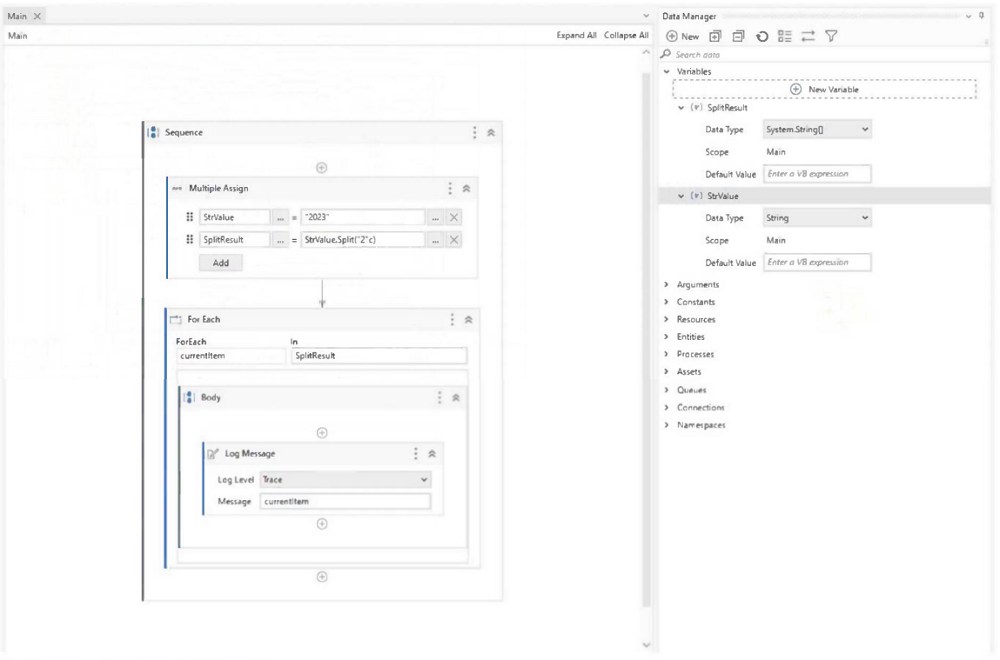 Main
Main
Expand All Collapse All
Sequence
Multiple Assign
StrValue ... = "2023" ...
SplitResult ... = StrValue.Split("2"c) ...
Add
For Each
ForEach In
currentItem SplitResult
Body
Log Message
Log Level Trace
Message currentItem
Data Manager
New
Search data
Variables
New Variable
SplitResult
Data Type System.String[]
Scope Main
Default Value Enter a VB expression
StrValue
Data Type String
Scope Main
Default Value Enter a VB expression
Arguments
Constants
Resources
Entities
Processes
Assets
Queues
Connections
Namespaces